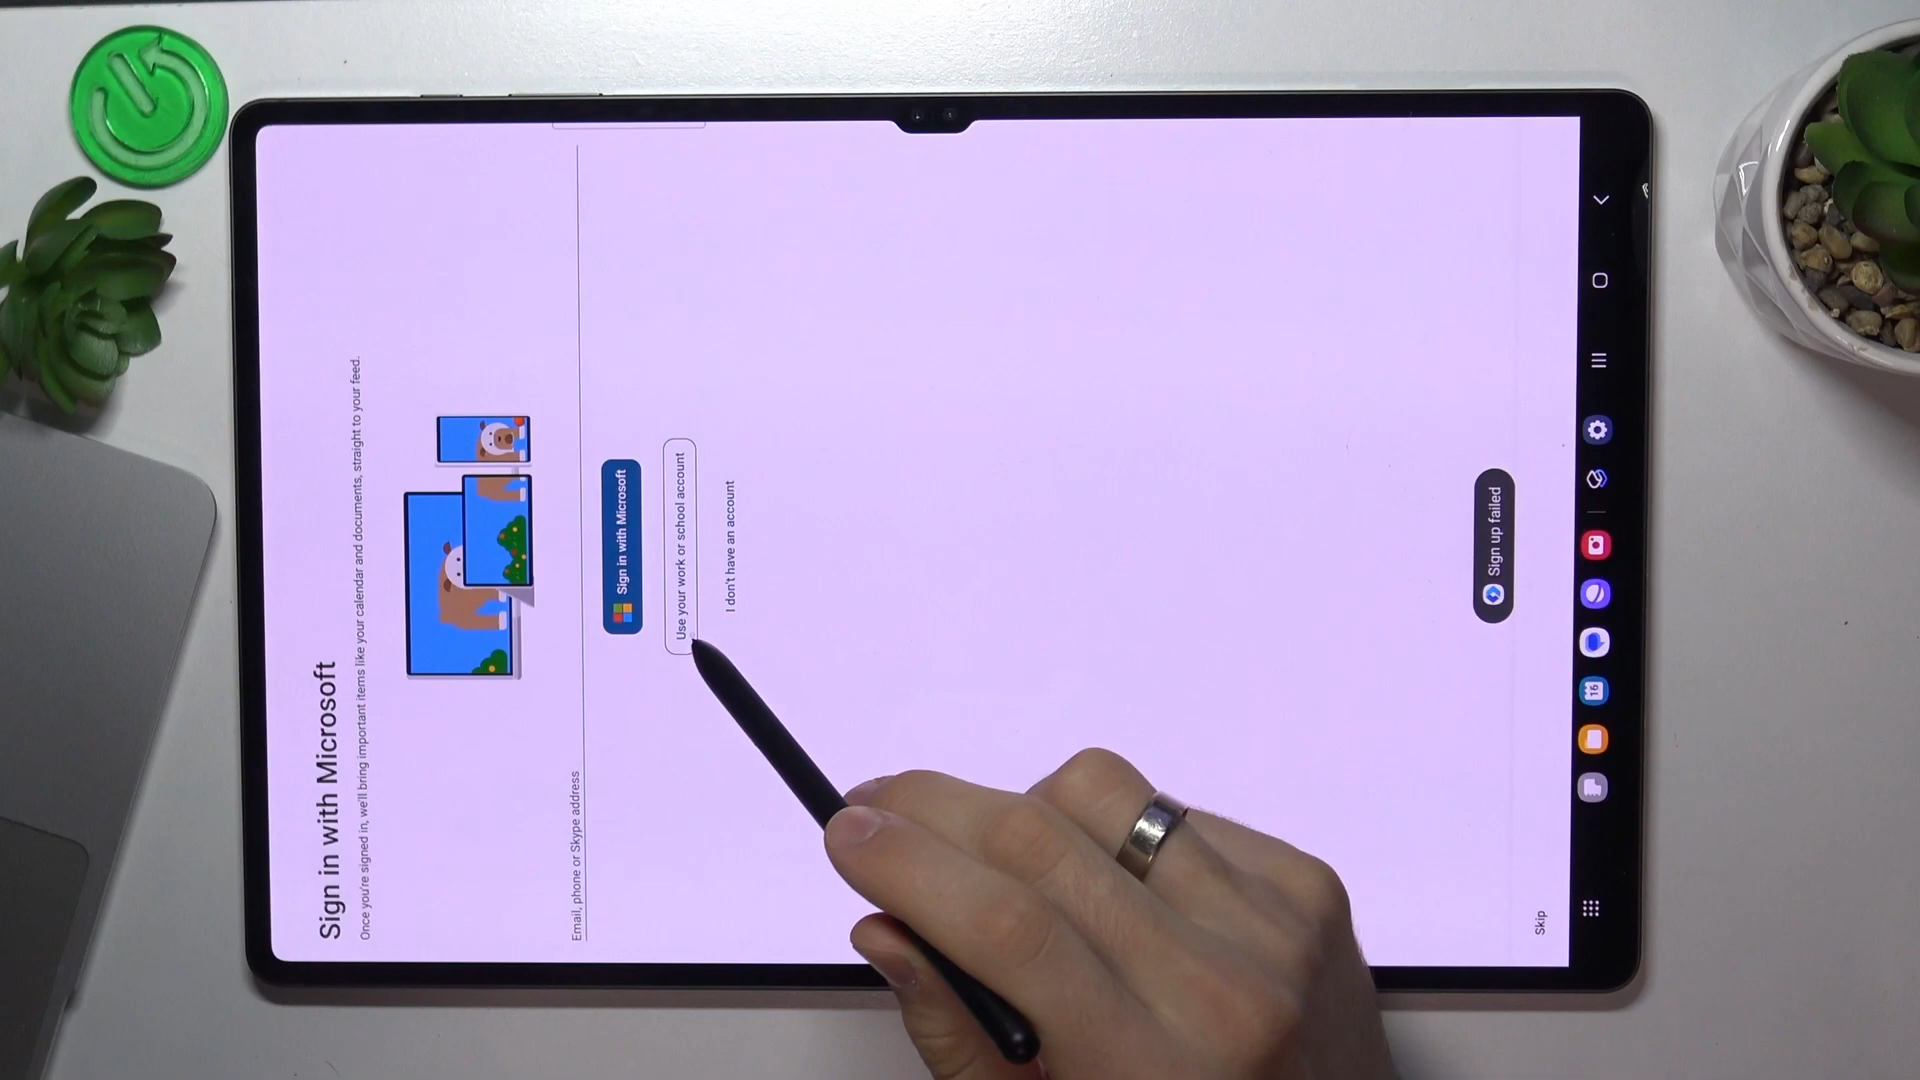 Sign in with Microsoft
Once you're signed in, we'll bring important items like your calendar and documents, straight to your feed.
Email, phone or Skype address
Sign in with Microsoft
Use your work or school account
I don't have an account
Sign up failed
Skip
16